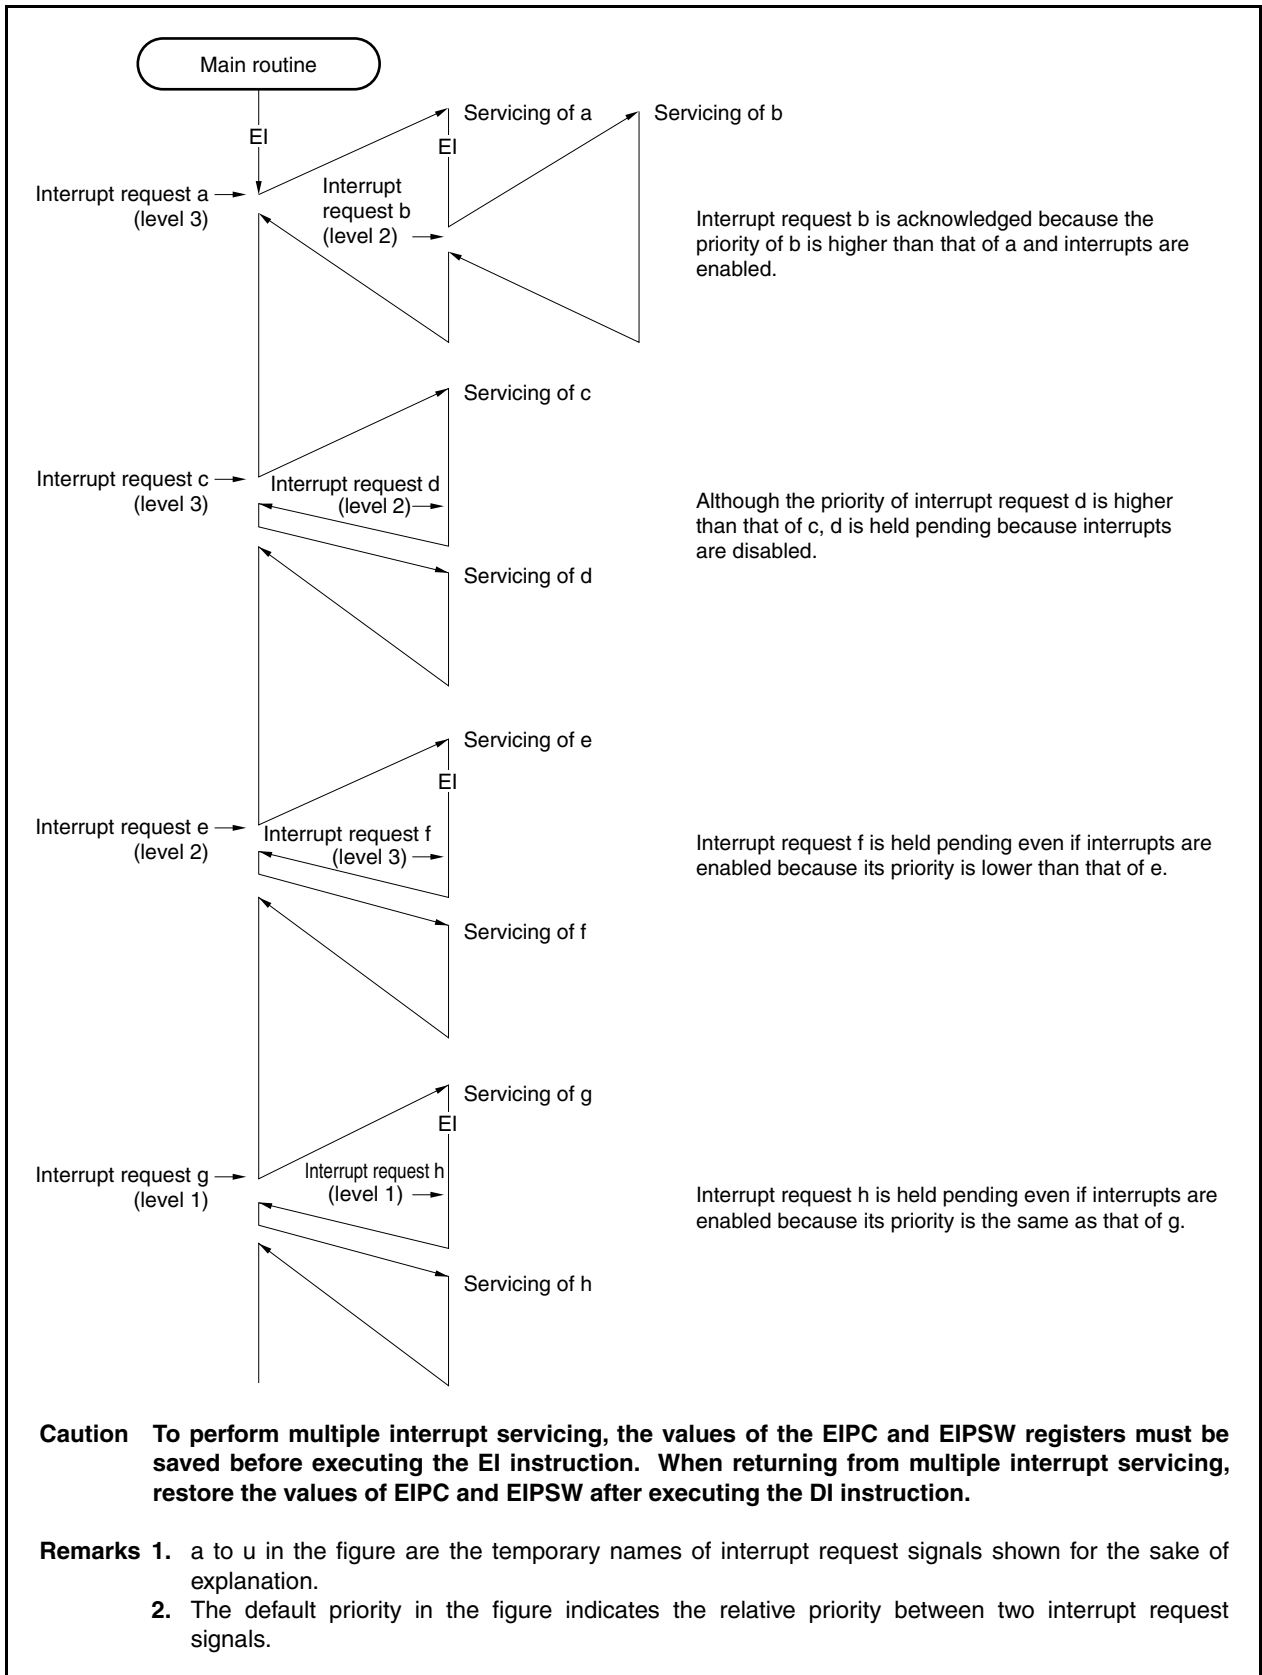 Main routine
EI
Servicing of a
Servicing of b
EI
Interrupt request a
(level 3)
Interrupt
request b
(level 2)
Interrupt request b is acknowledged because the
priority of b is higher than that of a and interrupts are
enabled.
Servicing of c
Interrupt request c
(level 3)
Interrupt request d
(level 2)
Although the priority of interrupt request d is higher
than that of c, d is held pending because interrupts
are disabled.
Servicing of d
Servicing of e
EI
Interrupt request e
(level 2)
Interrupt request f
(level 3)
Interrupt request f is held pending even if interrupts are
enabled because its priority is lower than that of e.
Servicing of f
Servicing of g
EI
Interrupt request g
(level 1)
Interrupt request h
(level 1)
Interrupt request h is held pending even if interrupts are
enabled because its priority is the same as that of g.
Servicing of h
Caution To perform multiple interrupt servicing, the values of the EIPC and EIPSW registers must be
saved before executing the EI instruction. When returning from multiple interrupt servicing,
restore the values of EIPC and EIPSW after executing the DI instruction.
Remarks 1. a to u in the figure are the temporary names of interrupt request signals shown for the sake of
explanation.
2. The default priority in the figure indicates the relative priority between two interrupt request
signals.